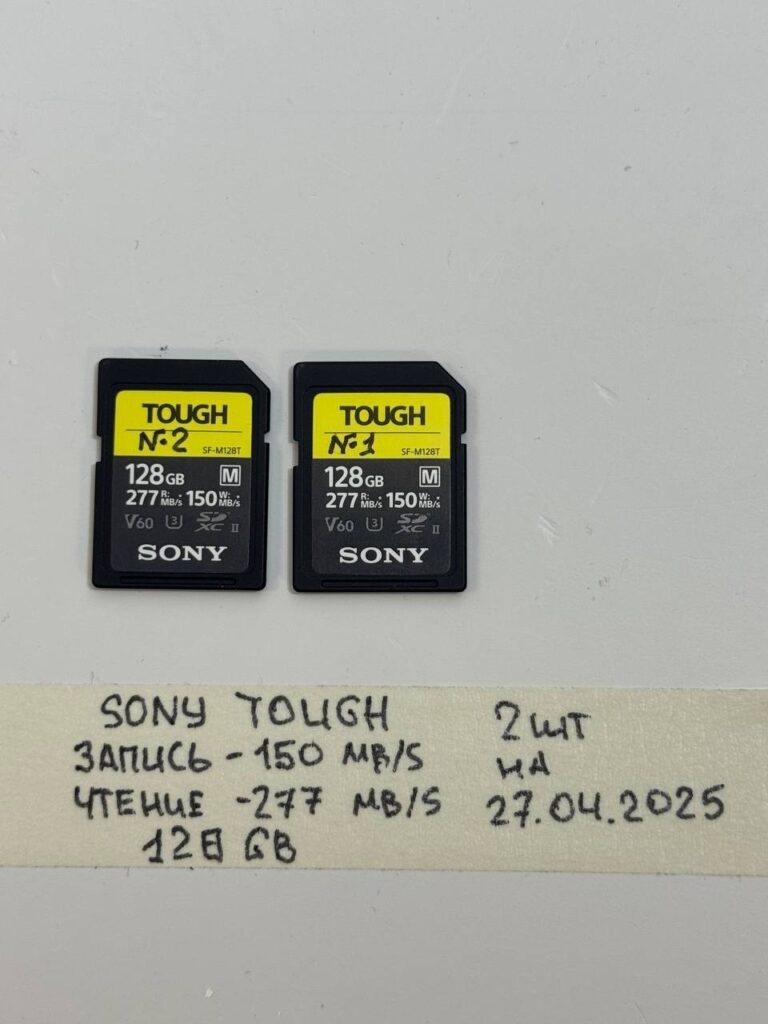 TOUGH
№2
SF-M128T
128GB M
277 R: MB/s 150 W: MB/s
V60 3 SD XC II
SONY
TOUGH
№1
SF-M128T
128GB M
277 R: MB/s 150 W: MB/s
V60 3 SD XC II
SONY
SONY TOUGH
ЗАПИСЬ - 150 MB/S
ЧТЕНИЕ - 277 MB/S
128 GB
2 шт
НА
27.04.2025